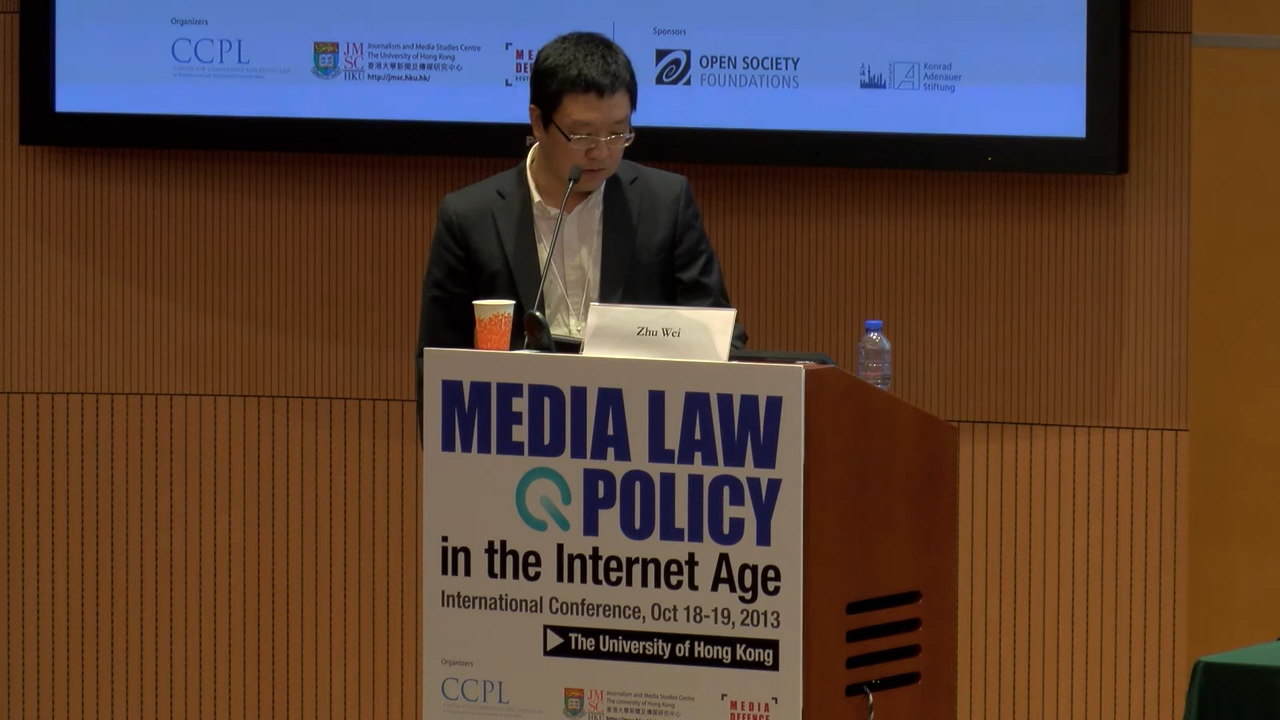 Organizers
Sponsors
CCPL
JMSC HKU
Journalism and Media Studies Centre
The University of Hong Kong
香港大學新聞及傳媒研究中心
http://jmsc.hku.hk/
OPEN SOCIETY
FOUNDATIONS
Konrad
Adenauer
Stiftung
Zhu Wei
MEDIA LAW
POLICY
in the Internet Age
International Conference, Oct 18-19, 2013
The University of Hong Kong
Organizers
CCPL
JMSC
HKU
Journalism and Media Studies Centre
The University of Hong Kong
香港大學新聞及傳媒研究中心
MEDIA
DEFENCE